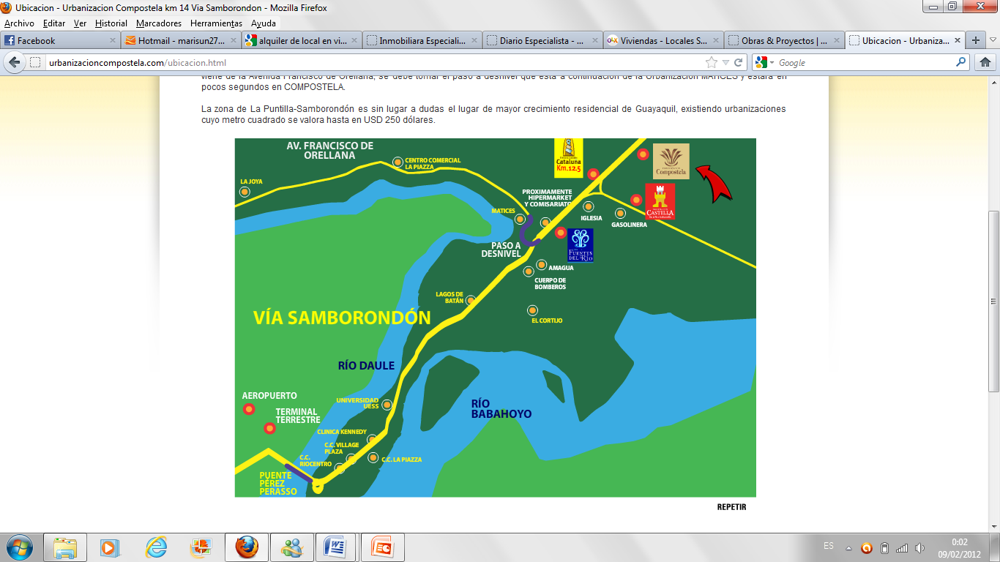 Ubicacion - Urbanizacion Compostela km 14 Via Samborondon - Mozilla Firefox
Archivo Editar Ver Historial Marcadores Herramientas Ayuda
Facebook
Hotmail - marisun27...
alquiler de local en vi...
Inmobiliara Especiali...
Diario Especialista - ...
Viviendas - Locales S...
Obras & Proyectos | ...
Ubicacion - Urbaniza...
urbanizacioncompostela.com/ubicacion.html
Google
viene de la Avenida Francisco de Orellana, se debe tomar el paso a desnivel que está a continuación de la Urbanización MATICES y estará en
pocos segundos en COMPOSTELA.
La zona de La Puntilla-Samborondón es sin lugar a dudas el lugar de mayor crecimiento residencial de Guayaquil, existiendo urbanizaciones
cuyo metro cuadrado se valora hasta en USD 250 dólares.
AV. FRANCISCO DE
ORELLANA
CENTRO COMERCIAL
LA PIAZZA
LA JOYA
Cataluna
Km.12.5
Compostela
PROXIMAMENTE
HIPERMARKET
Y COMISARIATO
MATICES
IGLESIA
GASOLINERA
CASTILLA
PASO A
DESNIVEL
FUENTES
DEL RÍO
AMAGUA
CUERPO DE
BOMBEROS
LAGOS DE
BATÁN
EL CORTIJO
VÍA SAMBORONDÓN
RÍO DAULE
RÍO
BABAHOYO
AEROPUERTO
TERMINAL
TERRESTRE
UNIVERSIDAD
UESS
CLINICA KENNEDY
C.C. VILLAGE
PLAZA
C.C.
RIOCENTRO
C.C. LA PIAZZA
PUENTE
PÉREZ
PERASSO
REPETIR
ES
0:02
09/02/2012